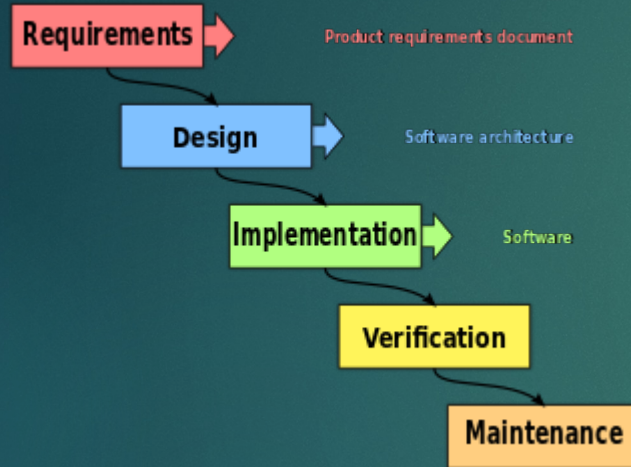 Requirements
Product requirements document
Design
Software architecture
Implementation
Software
Verification
Maintenance